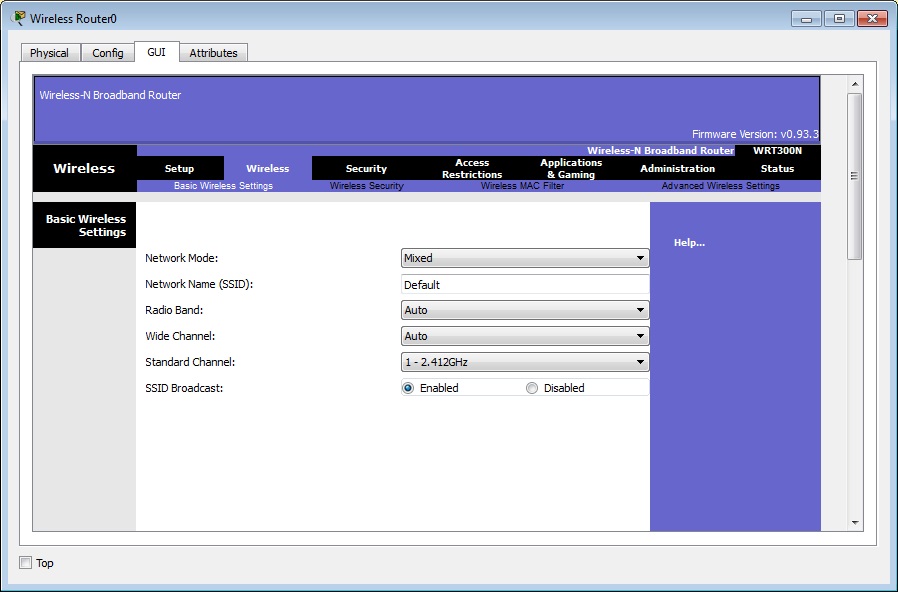 Wireless Router0
Physical Config GUI Attributes
Wireless-N Broadband Router
Firmware Version: v0.93.3
Wireless-N Broadband Router WRT300N
Wireless
Setup Wireless Security Access Restrictions Applications & Gaming Administration Status
Basic Wireless Settings Wireless Security Wireless MAC Filter Advanced Wireless Settings
Basic Wireless
Settings
Help...
Network Mode: Mixed
Network Name (SSID): Default
Radio Band: Auto
Wide Channel: Auto
Standard Channel: 1 - 2.412GHz
SSID Broadcast: Enabled Disabled
Top